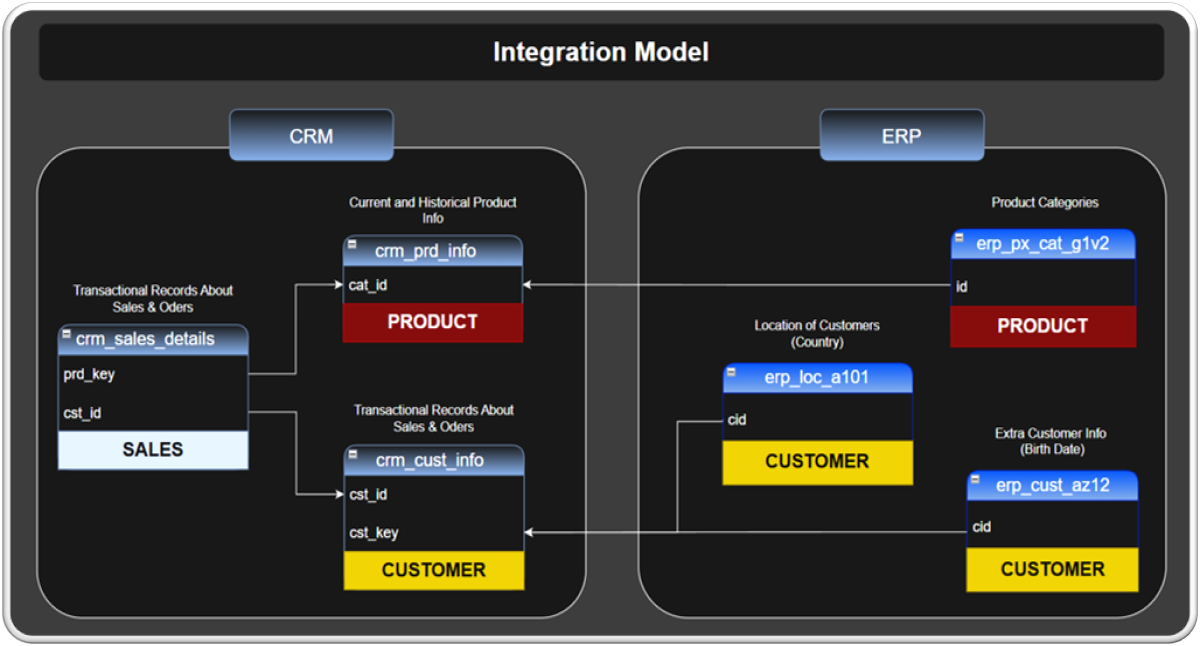 Integration Model
CRM
Current and Historical Product
Info
crm_prd_info
cat_id
PRODUCT
Transactional Records About
Sales & Oders
crm_sales_details
prd_key
cst_id
SALES
Transactional Records About
Sales & Oders
crm_cust_info
cst_id
cst_key
CUSTOMER
ERP
Product Categories
erp_px_cat_g1v2
id
PRODUCT
Location of Customers
(Country)
erp_loc_a101
cid
CUSTOMER
Extra Customer Info
(Birth Date)
erp_cust_az12
cid
CUSTOMER